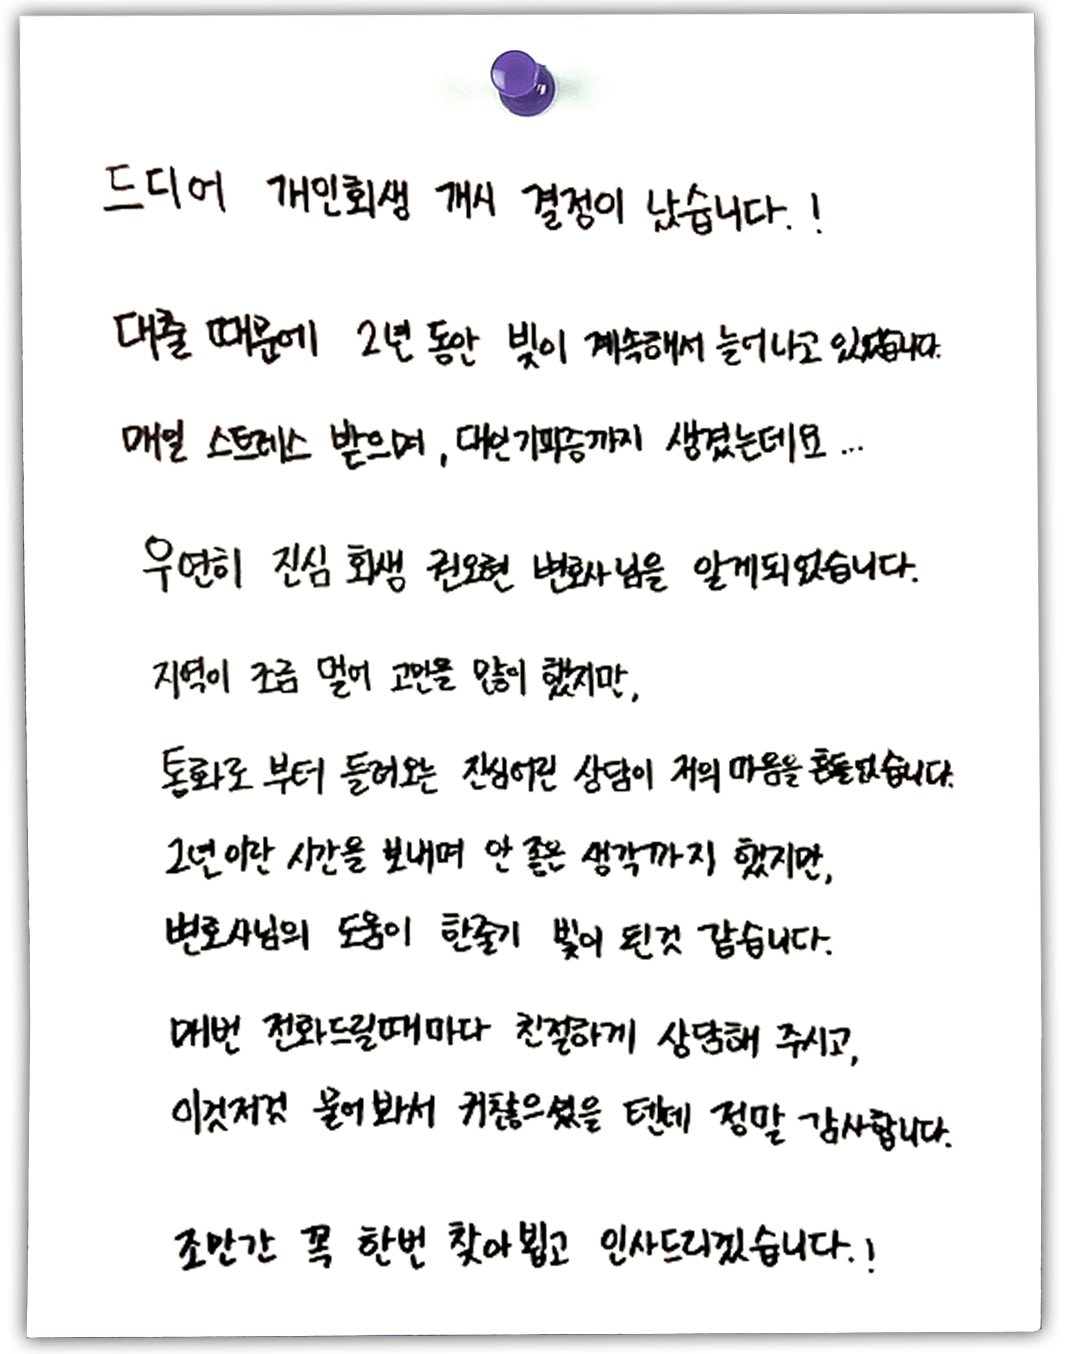 드디어 개인회생 개시 결정이 났습니다.!
대출 때문에 2년 동안 빚이 계속해서 늘어나고 있었습니다.
매일 스트레스 받으며, 대인기피증까지 생겼는데요...
우연히 진심 회생 권오현 변호사님을 알게되었습니다.
지역이 조금 멀어 고민을 많이 했지만,
통화로 부터 들려오는 진심어린 상담이 저의 마음을 흔들었습니다.
2년이란 시간을 보내며 안 좋은 생각까지 했지만,
변호사님의 도움이 한줄기 빛이 된것 같습니다.
매번 전화드릴때마다 친절하게 상담해 주시고,
이것저것 물어봐서 귀찮으셨을 텐데 정말 감사합니다.
조만간 꼭 한번 찾아뵙고 인사드리겠습니다.!